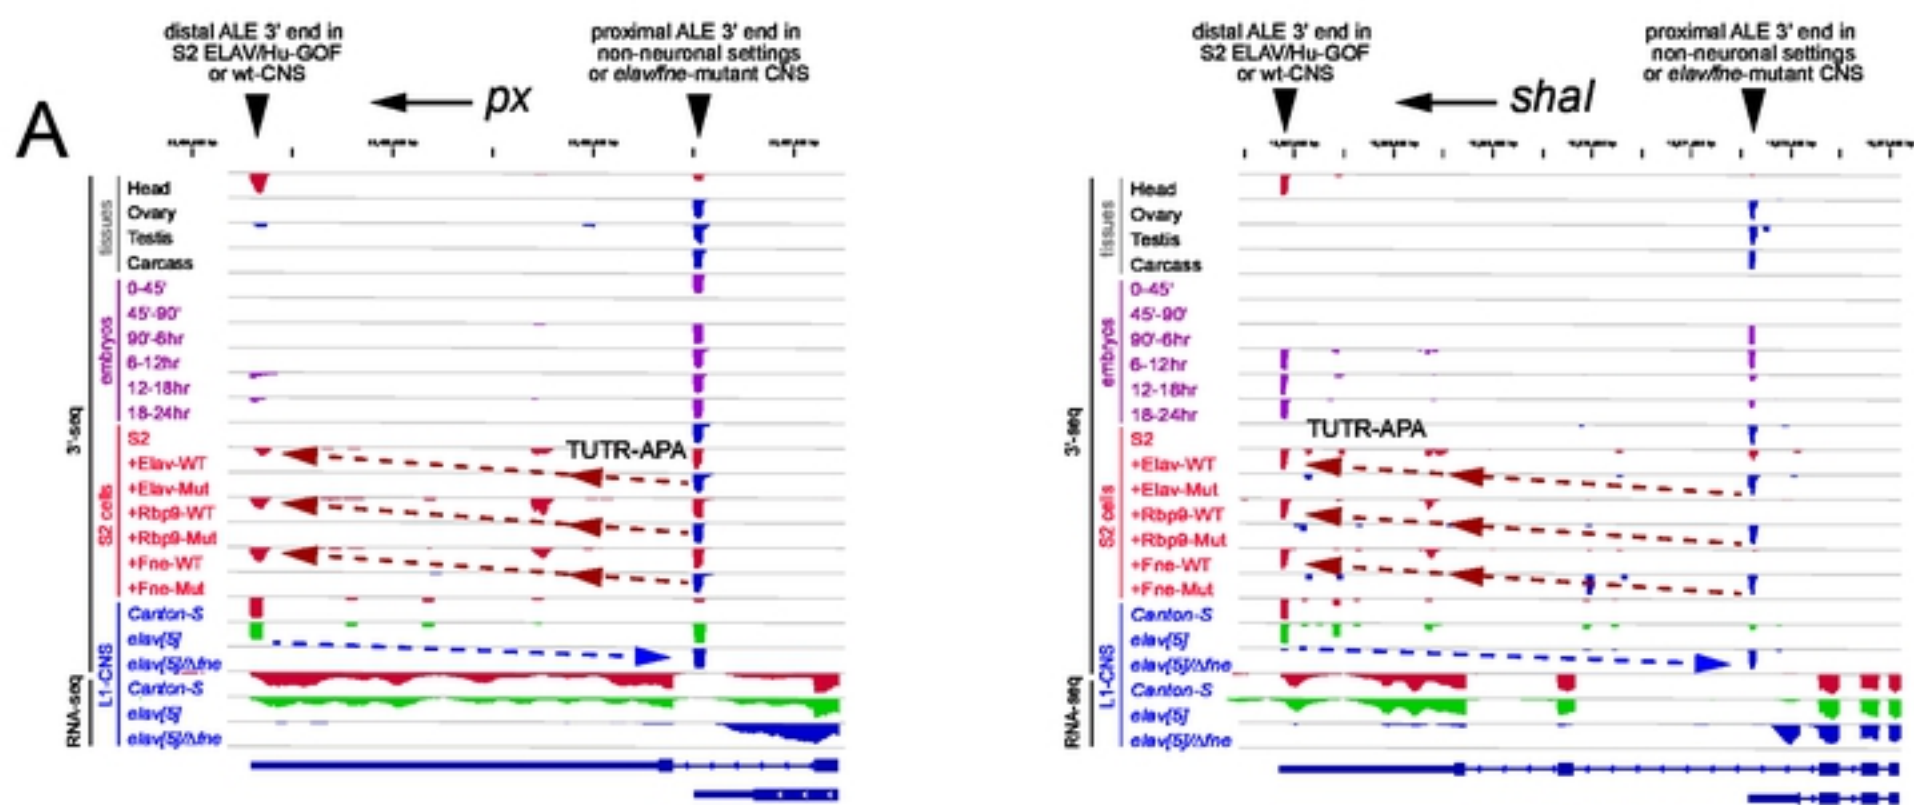 distal ALE 3' end in
S2 ELAV/Hu-GOF
or wt-CNS
proximal ALE 3' end in
non-neuronal settings
or elav/fne-mutant CNS
px
A
3'-seq
RNA-seq
tissues
Head
Ovary
Testis
Carcass
embryos
0-45'
45'-90'
90'-6hr
6-12hr
12-18hr
18-24hr
S2 cells
S2
+Elav-WT
+Elav-Mut
+Rbp9-WT
+Rbp9-Mut
+Fne-WT
+Fne-Mut
TUTR-APA
L1-CNS
Canton-S
elav[5]
elav[5]/Δfne
Canton-S
elav[5]
elav[5]/Δfne
distal ALE 3' end in
S2 ELAV/Hu-GOF
or wt-CNS
proximal ALE 3' end in
non-neuronal settings
or elav/fne-mutant CNS
shal
3'-seq
RNA-seq
tissues
Head
Ovary
Testis
Carcass
embryos
0-45'
45'-90'
90'-6hr
6-12hr
12-18hr
18-24hr
S2 cells
S2
+Elav-WT
+Elav-Mut
+Rbp9-WT
+Rbp9-Mut
+Fne-WT
+Fne-Mut
TUTR-APA
L1-CNS
Canton-S
elav[5]
elav[5]/Δfne
Canton-S
elav[5]
elav[5]/Δfne